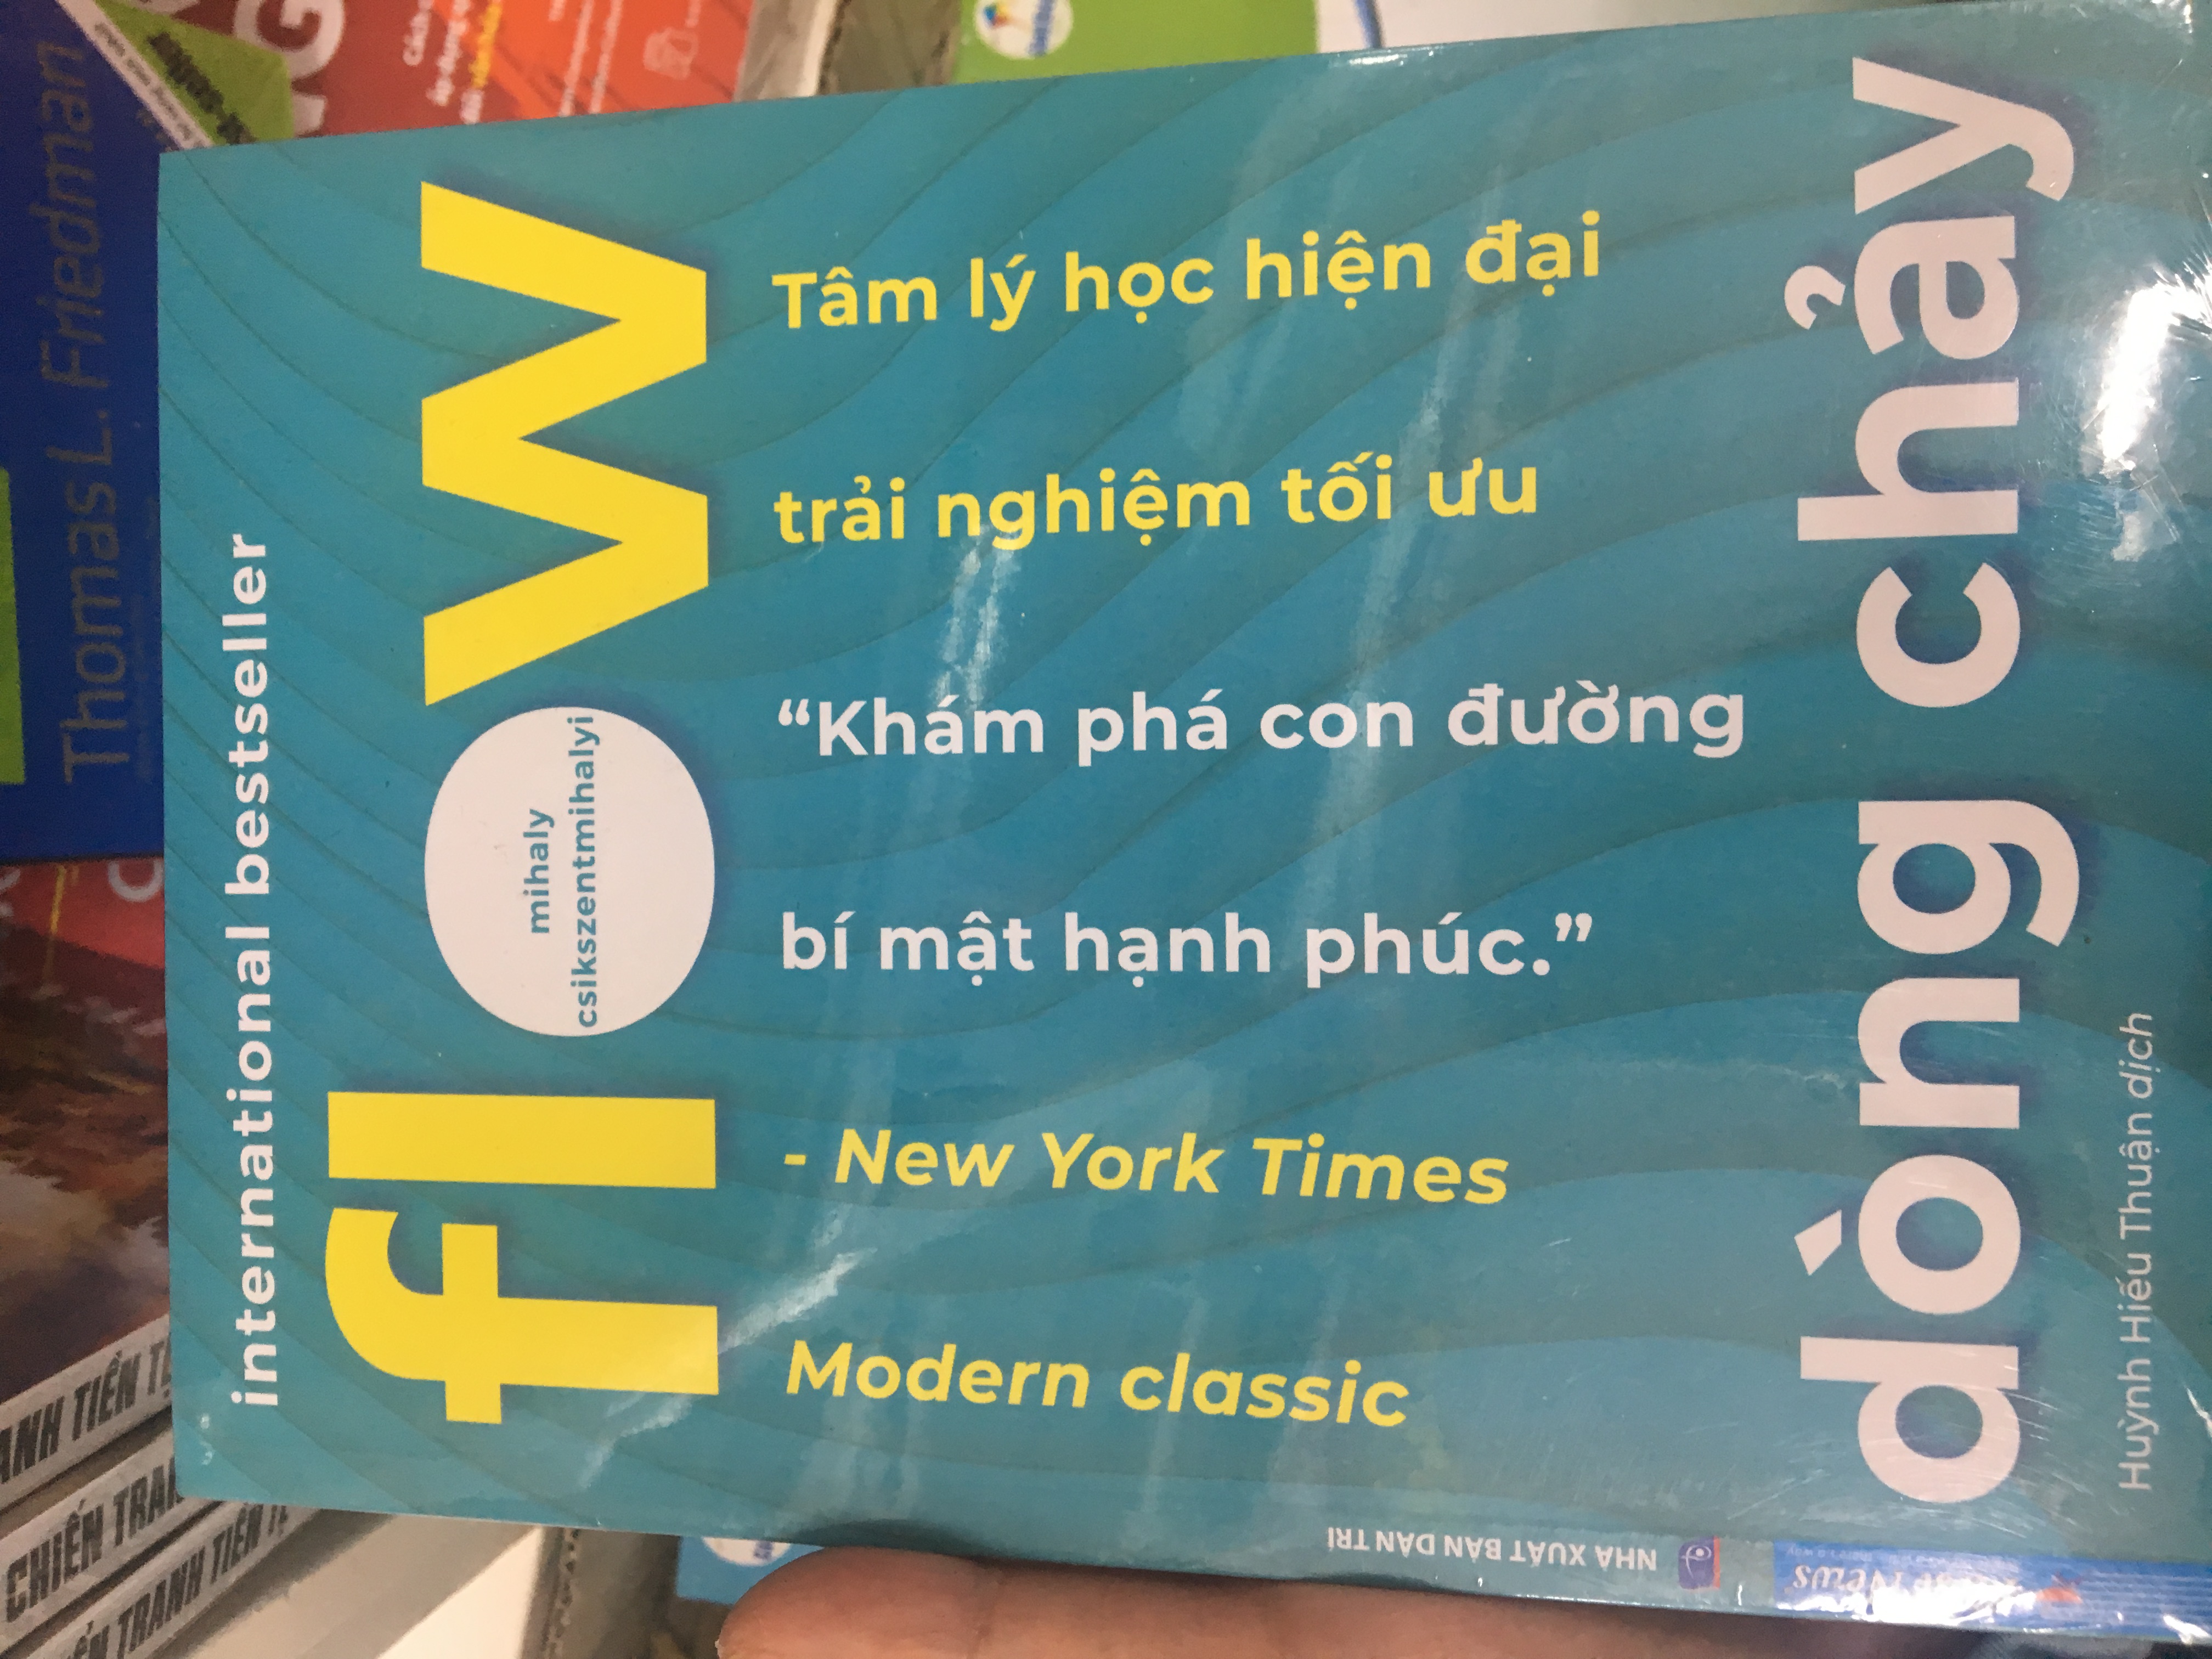 Thomas L. Friedman
international bestseller
flow
mihaly
csikszentmihalyi
Tâm lý học hiện đại
trải nghiệm tối ưu
“Khám phá con đường
bí mật hạnh phúc.”
- New York Times
Modern classic
dòng chảy
Huỳnh Hiếu Thuận dịch
NHÀ XUẤT BẢN DÂN TRÍ
News